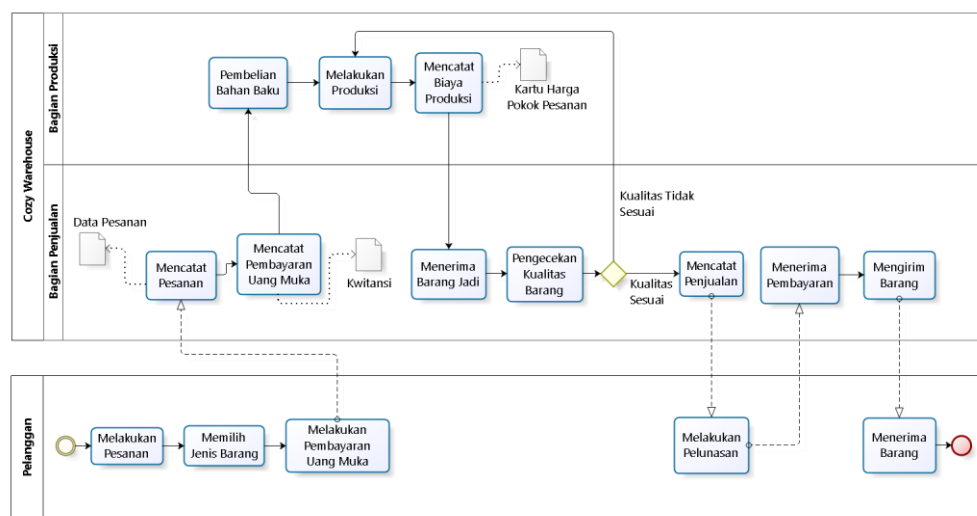 Cozy Warehouse
Bagian Produksi
Pembelian
Bahan Baku
Melakukan
Produksi
Mencatat
Biaya
Produksi
Kartu Harga
Pokok Pesanan
Bagian Penjualan
Data Pesanan
Mencatat
Pesanan
Mencatat
Pembayaran
Uang Muka
Kwitansi
Menerima
Barang Jadi
Pengecekan
Kualitas
Barang
Kualitas Tidak
Sesuai
Kualitas
Sesuai
Mencatat
Penjualan
Menerima
Pembayaran
Mengirim
Barang
Pelanggan
Melakukan
Pesanan
Memilih
Jenis Barang
Melakukan
Pembayaran
Uang Muka
Melakukan
Pelunasan
Menerima
Barang